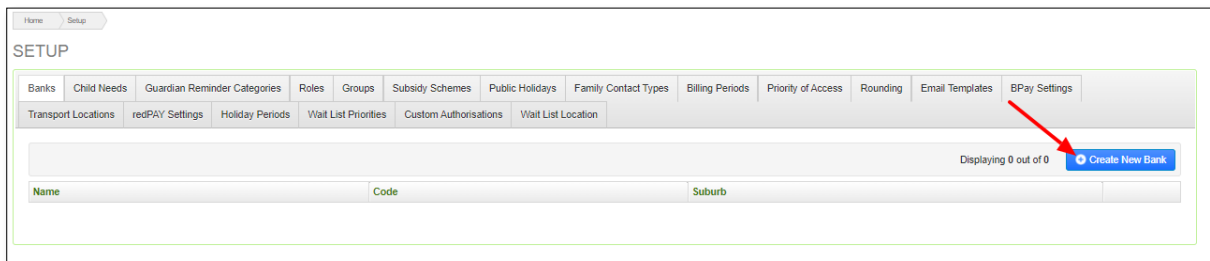 Home Setup
SETUP
Banks Child Needs Guardian Reminder Categories Roles Groups Subsidy Schemes Public Holidays Family Contact Types Billing Periods Priority of Access Rounding Email Templates BPay Settings
Transport Locations redPAY Settings Holiday Periods Wait List Priorities Custom Authorisations Wait List Location
Displaying 0 out of 0 Create New Bank
Name Code Suburb